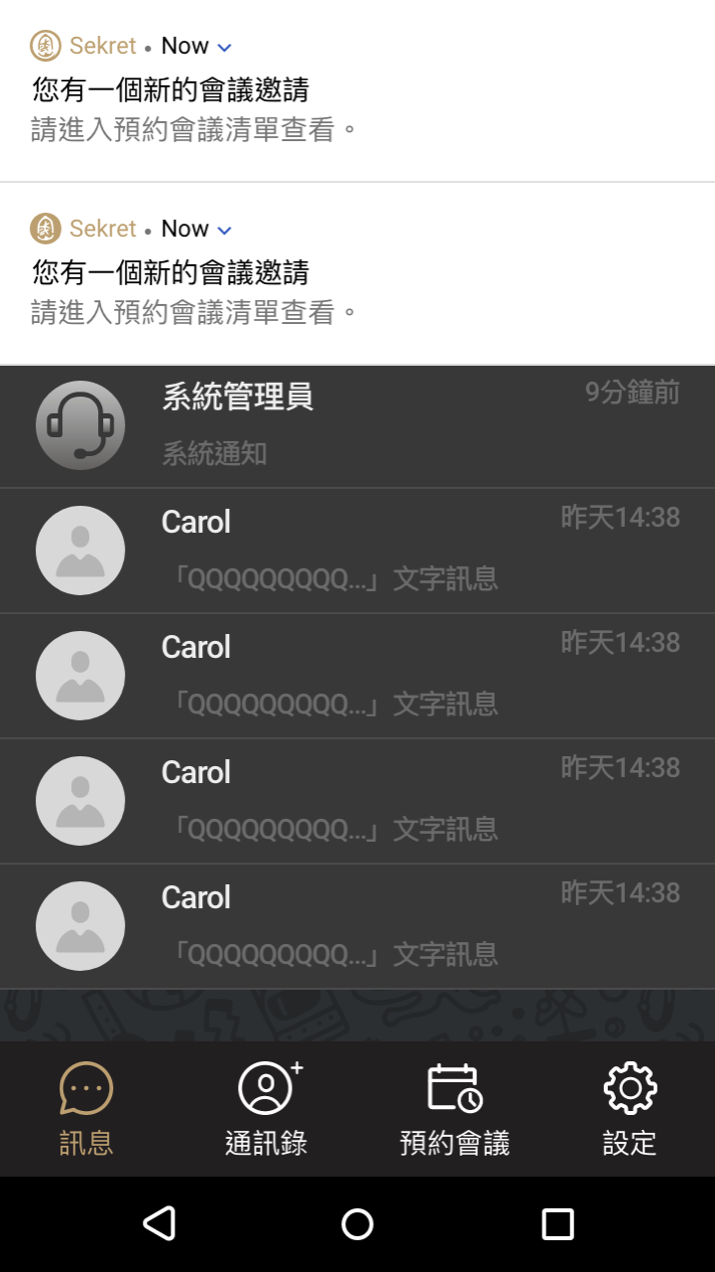 Sekret • Now
您有一個新的會議邀請
請進入預約會議清單查看。
Sekret • Now
您有一個新的會議邀請
請進入預約會議清單查看。
系統管理員 9分鐘前
系統通知
Carol 昨天14:38
「QQQQQQQQQ...」文字訊息
Carol 昨天14:38
「QQQQQQQQQ...」文字訊息
Carol 昨天14:38
「QQQQQQQQQ...」文字訊息
Carol 昨天14:38
「QQQQQQQQQ...」文字訊息
訊息 通訊錄 預約會議 設定